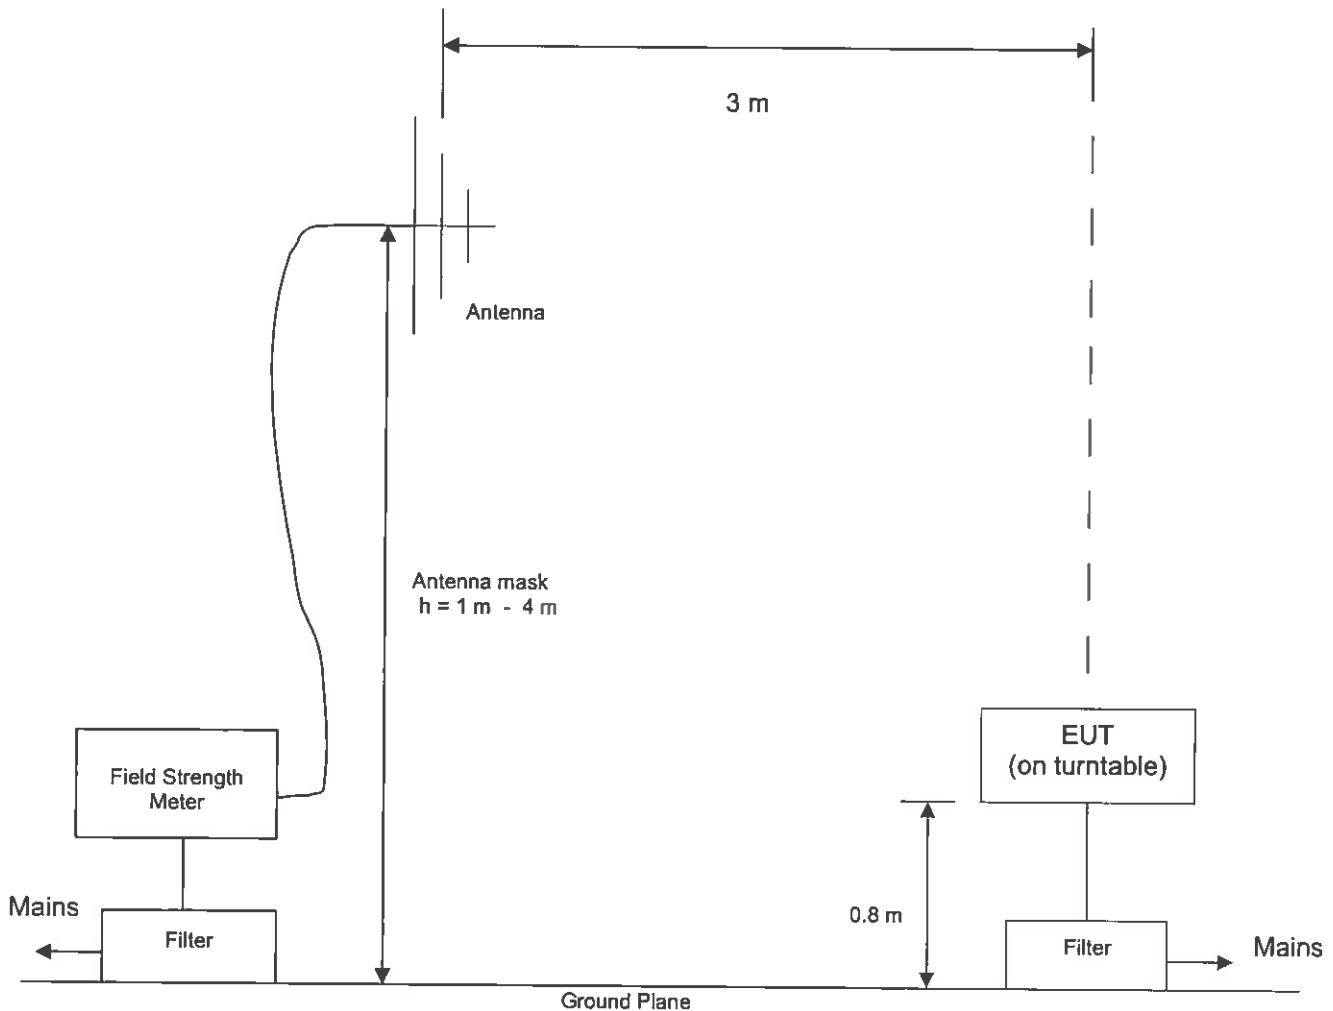 3 m
Antenna
Antenna mask
h = 1 m - 4 m
EUT
(on turntable)
Field Strength
Meter
Mains
Filter
0.8 m
Filter
Mains
Ground Plane